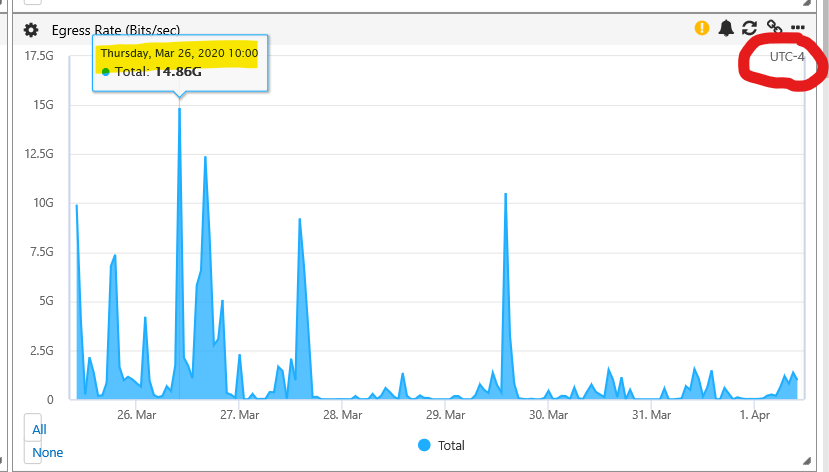 Egress Rate (Bits/sec)
UTC-4
Thursday, Mar 26, 2020 10:00
Total: 14.86G
17.5G
15G
12.5G
10G
7.5G
5G
2.5G
0
26. Mar
27. Mar
28. Mar
29. Mar
30. Mar
31. Mar
1. Apr
All
None
Total